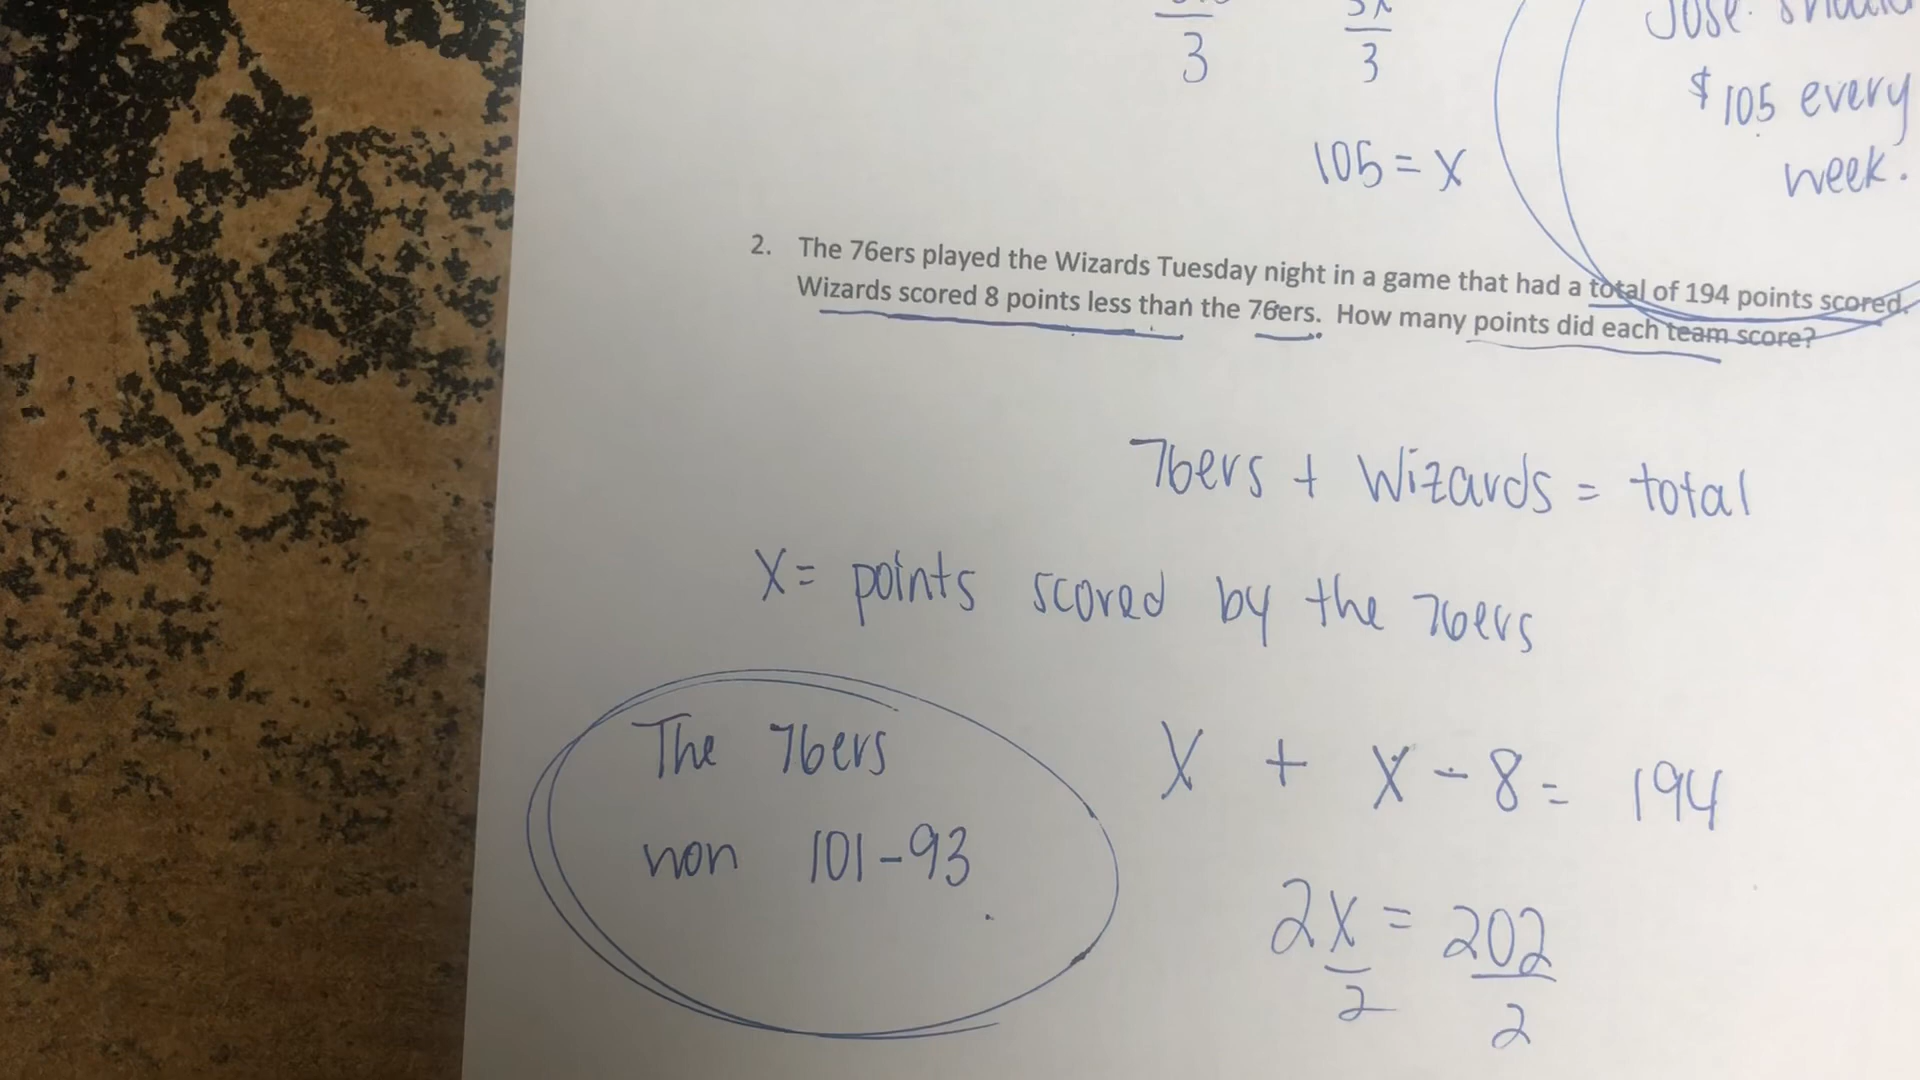 3 3
Jose
$105 every
105 = x
week.
2. The 76ers played the Wizards Tuesday night in a game that had a total of 194 points scored.
Wizards scored 8 points less than the 76ers. How many points did each team score?
76ers + Wizards = total
X = points scored by the 76ers
The 76ers
won 101-93
X + X - 8 = 194
2x = 202
2 2